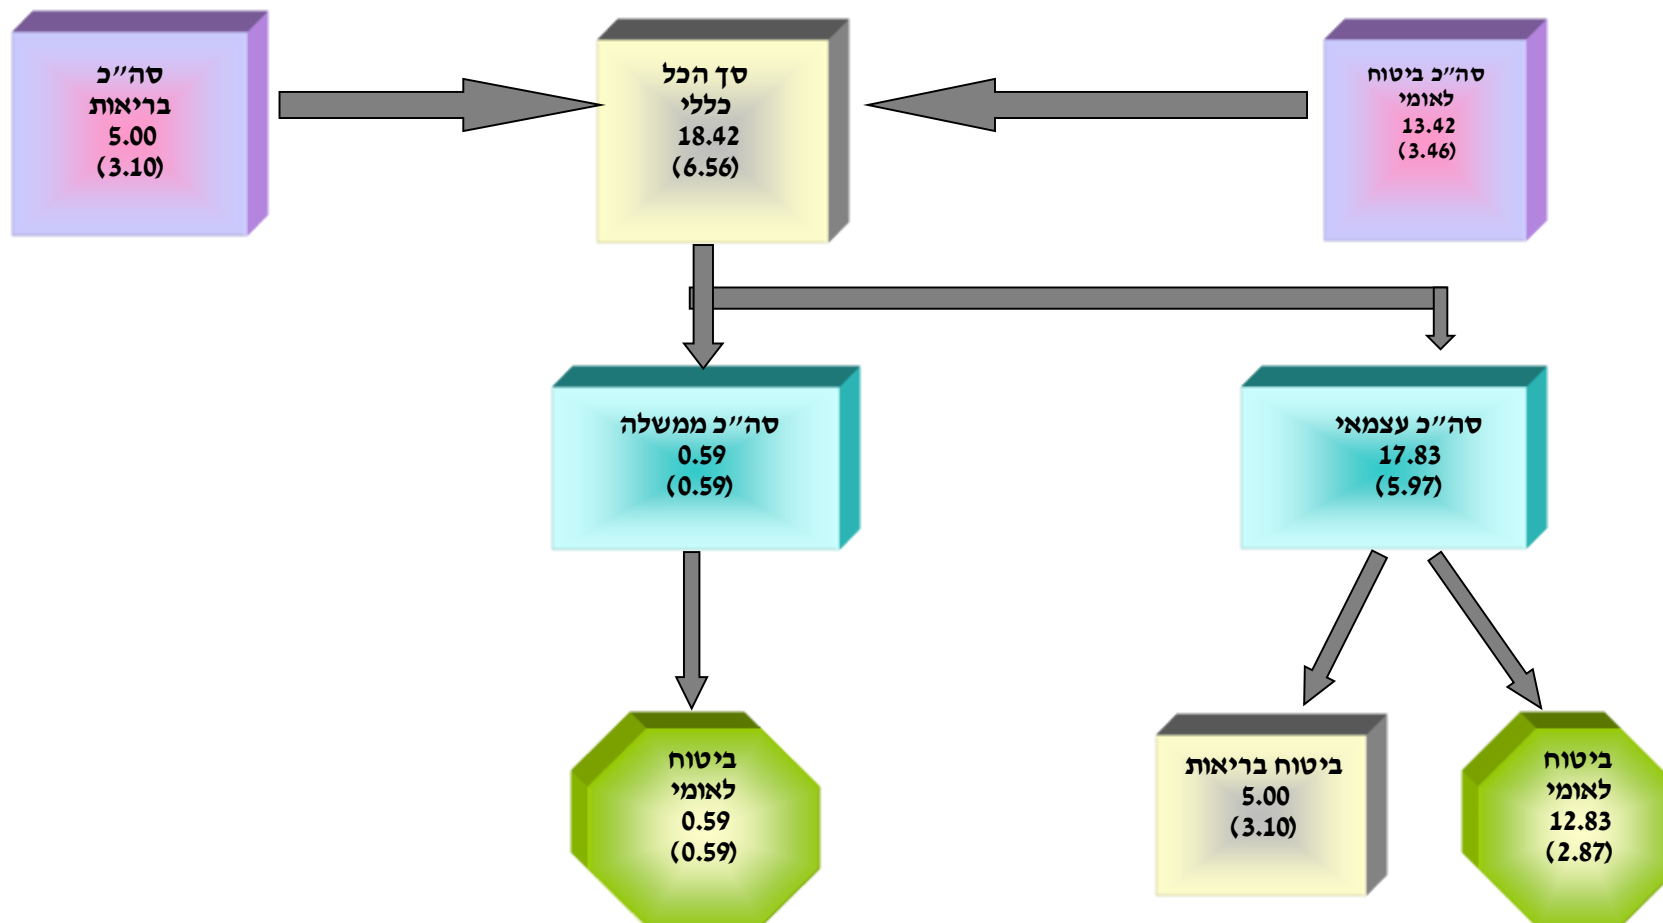 סה"כ ביטוח
לאומי
13.42
(3.46)
סך הכל
כללי
18.42
(6.56)
סה"כ
בריאות
5.00
(3.10)
סה"כ עצמאי
17.83
(5.97)
סה"כ ממשלה
0.59
(0.59)
ביטוח
לאומי
12.83
(2.87)
ביטוח בריאות
5.00
(3.10)
ביטוח
לאומי
0.59
(0.59)